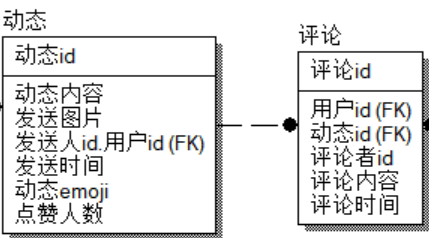 动态
动态id
动态内容
发送图片
发送人id.用户id (FK)
发送时间
动态emoji
点赞人数
评论
评论id
用户id (FK)
动态id (FK)
评论者id
评论内容
评论时间